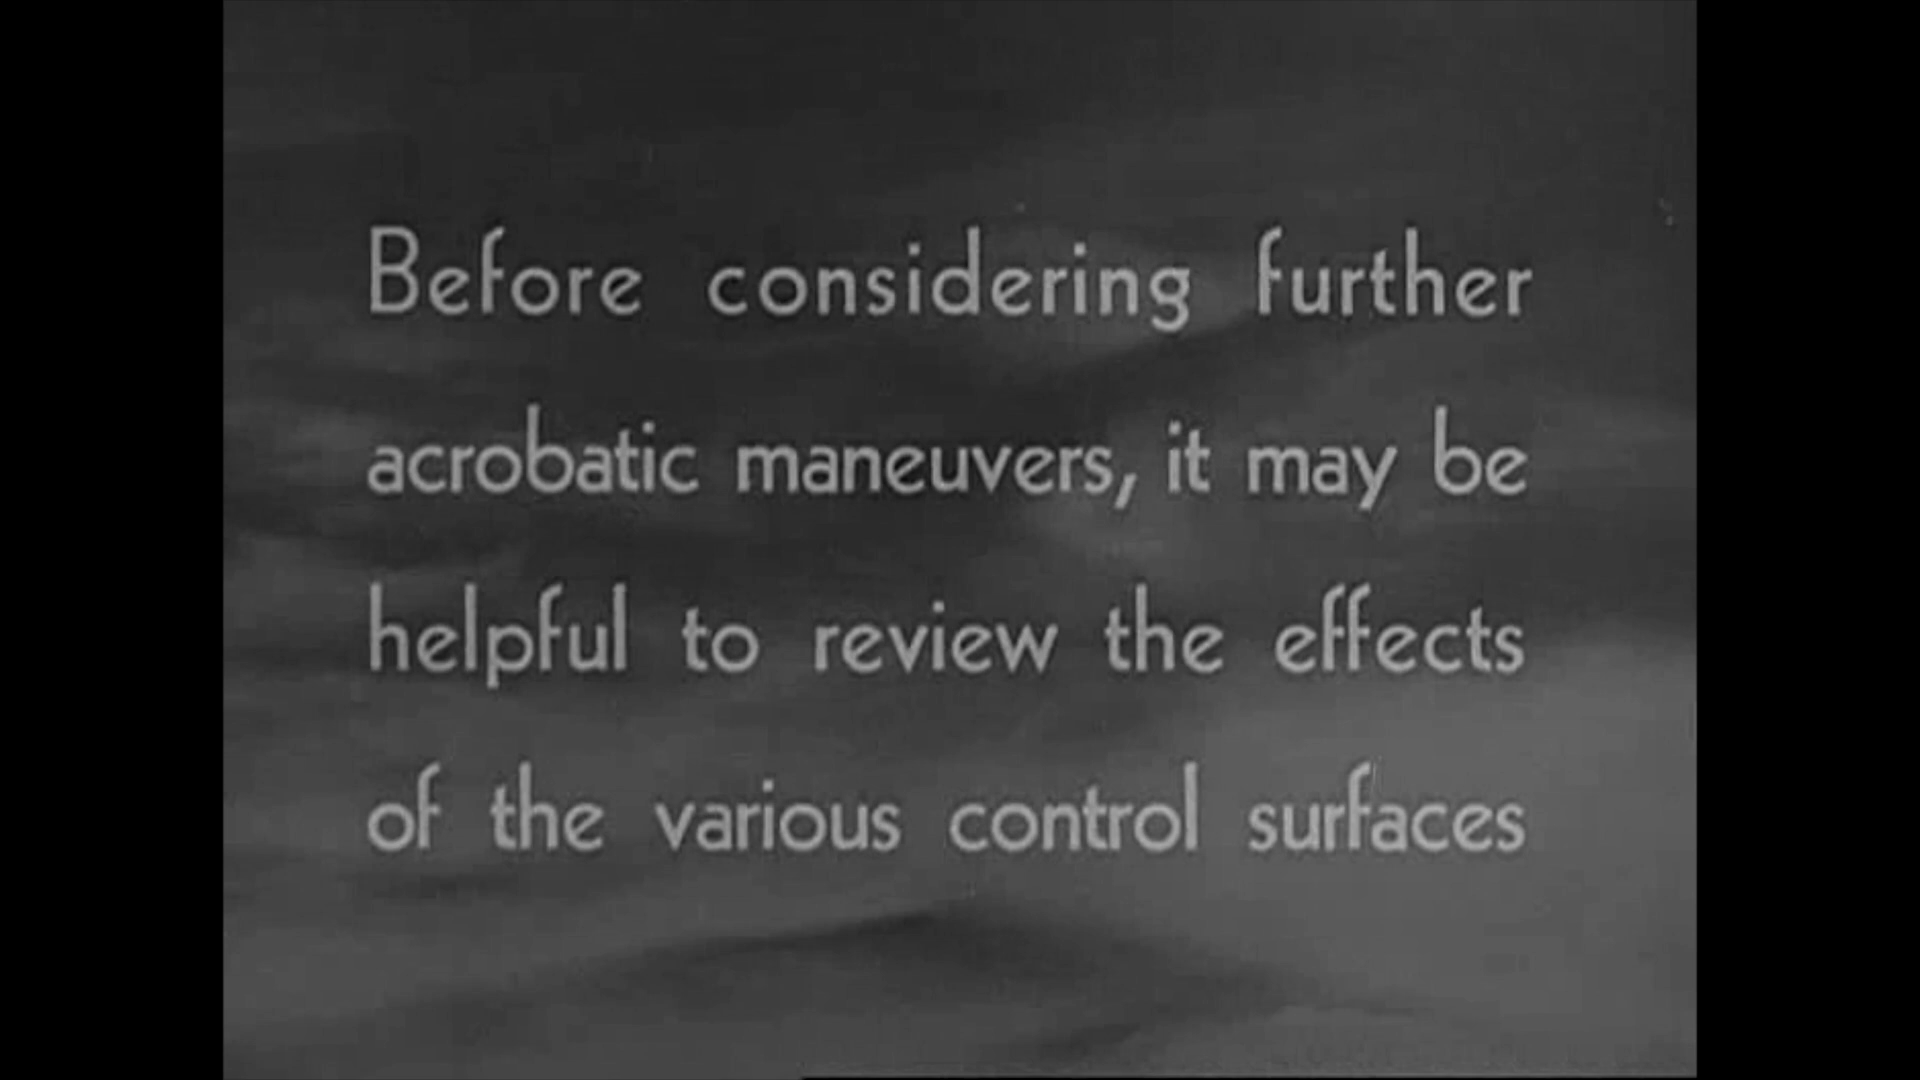 Before considering further
acrobatic maneuvers, it may be
helpful to review the effects
of the various control surfaces